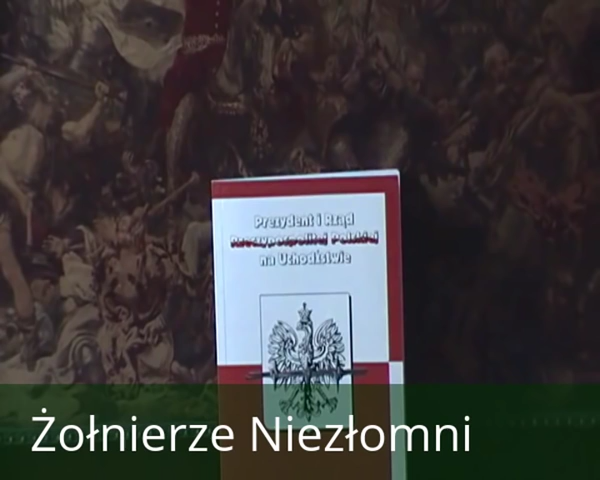 Prezydent i Rząd
Rzeczypospolitej Polskiej
na Uchodźstwie
Żołnierze Niezłomni